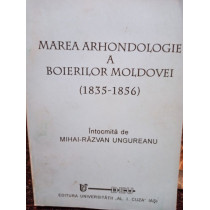 MAREA ARHONDOLOGIE
A
BOIERILOR MOLDOVEI
(1835-1856)
Întocmită de
MIHAI-RĂZVAN UNGUREANU
EDITURA UNIVERSITĂȚII „AL. I. CUZA” IAȘI